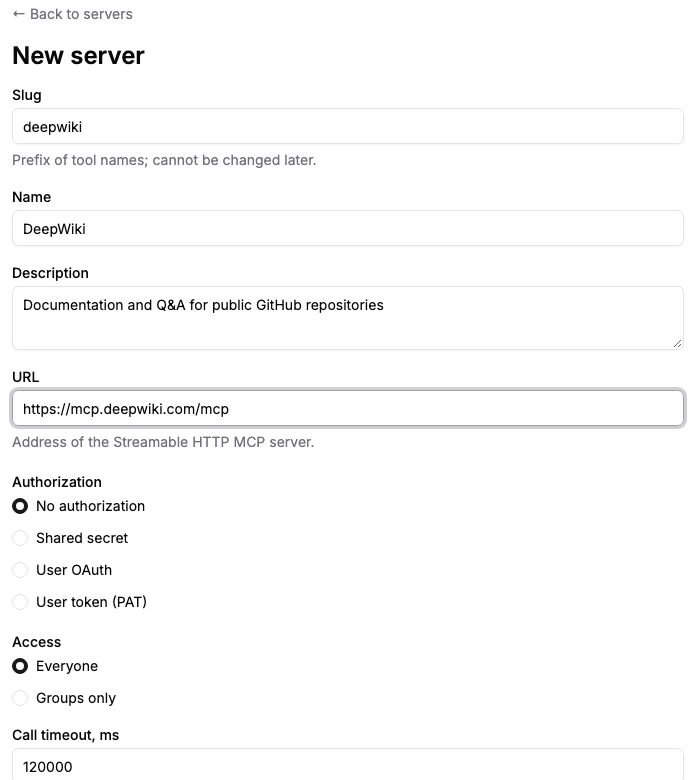 ← Back to servers
New server
Slug
deepwiki
Prefix of tool names; cannot be changed later.
Name
DeepWiki
Description
Documentation and Q&A for public GitHub repositories
URL
https://mcp.deepwiki.com/mcp
Address of the Streamable HTTP MCP server.
Authorization
No authorization
Shared secret
User OAuth
User token (PAT)
Access
Everyone
Groups only
Call timeout, ms
120000